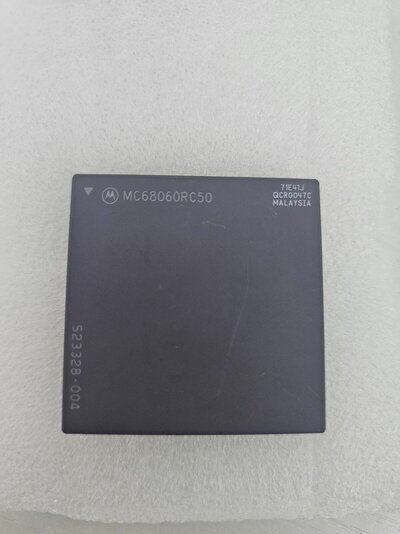 MC68060RC50
71E41J
QCR0047C
MALAYSIA
523328-004